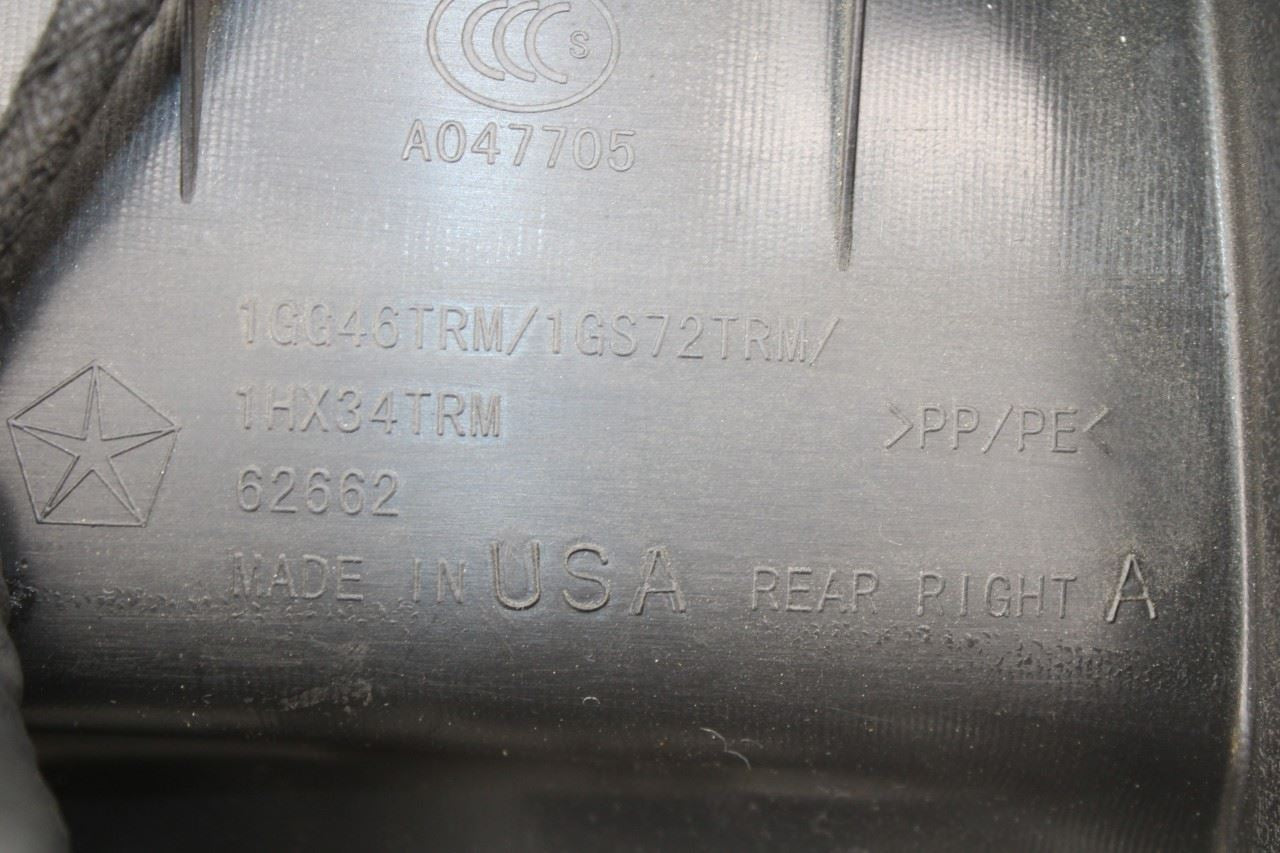 CCC S
A047705
1GG46TRM/1GS72TRM/
1HX34TRM
>PP/PE<
62662
MADE IN USA REAR RIGHT A